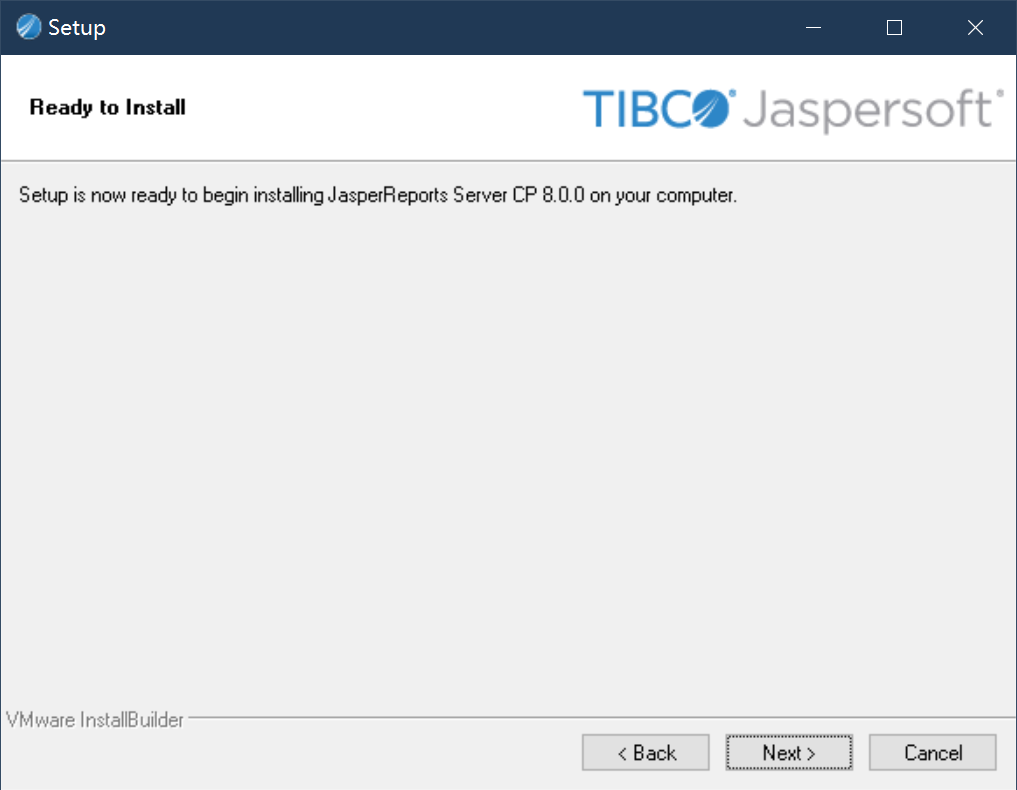 Setup
Ready to Install
TIBCO® Jaspersoft®
Setup is now ready to begin installing JasperReports Server CP 8.0.0 on your computer.
VMware InstallBuilder
< Back Next > Cancel